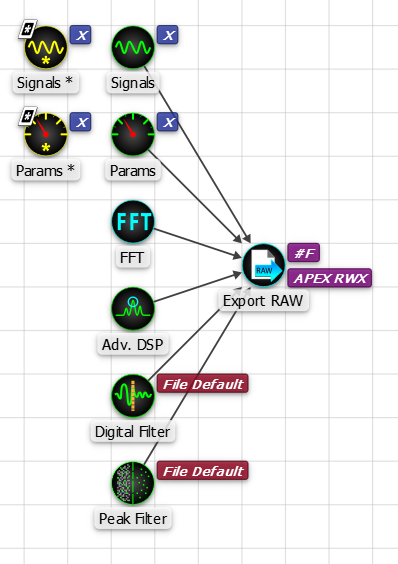 *
X
X
Signals *
Signals
*
X
X
Params *
Params
FFT
FFT
#F
RAW
APEX RWX
Export RAW
Adv. DSP
File Default
Digital Filter
File Default
Peak Filter